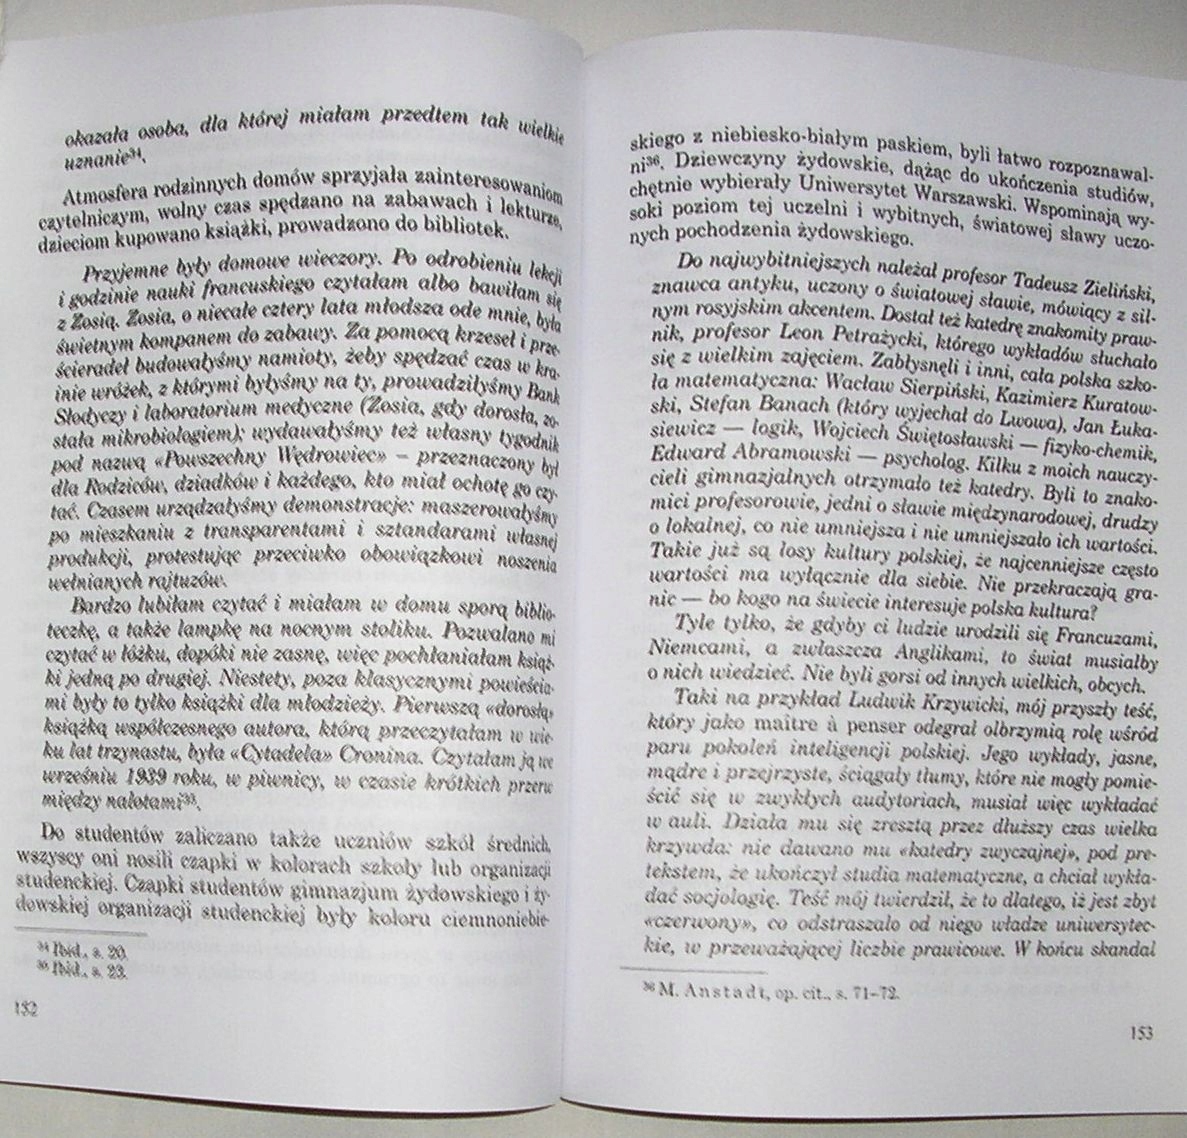 okazała osoba, dla której miałam przedtem tak wielkie
uznanie³⁴.
Atmosfera rodzinnych domów sprzyjała zainteresowaniom
czytelniczym, wolny czas spędzano na zabawach i lekturze,
dzieciom kupowano książki, prowadzono do bibliotek.
Przyjemne były domowe wieczory. Po odrobieniu lekcji
i godzinie nauki francuskiego czytałam albo bawiłam się
z Zosią. Zosia, o niecałe cztery lata młodsza ode mnie, była
świetnym kompanem do zabawy. Za pomocą krzeseł i prze-
ścieradeł budowałyśmy namioty, żeby spędzać czas w kra-
inie wróżek, z którymi byłyśmy na ty, prowadziłyśmy Bank
Słodyczy i laboratorium medyczne (Zosia, gdy dorosła, zo-
stała mikrobiologiem); wydawałyśmy też własny tygodnik
pod nazwą «Powszechny Wędrowiec» – przeznaczony był
dla Rodziców, dziadków i każdego, kto miał ochotę go czy-
tać. Czasem urządzałyśmy demonstracje: maszerowałyśmy
po mieszkaniu z transparentami i sztandarami własnej
produkcji, protestując przeciwko obowiązkowi noszenia
wełnianych rajtuzów.
Bardzo lubiłam czytać i miałam w domu sporą biblio-
teczkę, a także lampkę na nocnym stoliku. Pozwalano mi
czytać w łóżku, dopóki nie zasnę, więc pochłaniałam książ-
ki jedną po drugiej. Niestety, poza klasycznymi powieścia-
mi były to tylko książki dla młodzieży. Pierwszą «dorosłą»
książką współczesnego autora, którą przeczytałam w wie-
ku lat trzynastu, była «Cytadela» Cronina. Czytałam ją we
wrześniu 1939 roku, w piwnicy, w czasie krótkich przerw
między nalotami³⁵.
Do studentów zaliczano także uczniów szkół średnich,
wszyscy oni nosili czapki w kolorach szkoły lub organizacji
studenckiej. Czapki studentów gimnazjum żydowskiego i ży-
dowskiej organizacji studenckiej były koloru ciemnoniebie-
³⁴ Ibid., s. 20.
³⁵ Ibid., s. 23.
152
skiego z niebiesko-białym paskiem, byli łatwo rozpoznawal-
ni³⁶. Dziewczyny żydowskie, dążąc do ukończenia studiów,
chętnie wybierały Uniwersytet Warszawski. Wspominają wy-
soki poziom tej uczelni i wybitnych, światowej sławy uczo-
nych pochodzenia żydowskiego.
Do najwybitniejszych należał profesor Tadeusz Zieliński,
znawca antyku, uczony o światowej sławie, mówiący z sil-
nym rosyjskim akcentem. Dostał też katedrę znakomity praw-
nik, profesor Leon Petrażycki, którego wykładów słuchało
się z wielkim zajęciem. Zabłysnęli i inni, cała polska szko-
ła matematyczna: Wacław Sierpiński, Kazimierz Kuratow-
ski, Stefan Banach (który wyjechał do Lwowa), Jan Łuka-
siewicz — logik, Wojciech Świętosławski — fizyko-chemik,
Edward Abramowski — psycholog. Kilku z moich nauczy-
cieli gimnazjalnych otrzymało też katedry. Byli to znako-
mici profesorowie, jedni o sławie międzynarodowej, drudzy
o lokalnej, co nie umniejsza i nie umniejszało ich wartości.
Takie już są losy kultury polskiej, że najcenniejsze często
wartości ma wyłącznie dla siebie. Nie przekraczają gra-
nic — bo kogo na świecie interesuje polska kultura?
Tyle tylko, że gdyby ci ludzie urodzili się Francuzami,
Niemcami, a zwłaszcza Anglikami, to świat musiałby
o nich wiedzieć. Nie byli gorsi od innych wielkich, obcych.
Taki na przykład Ludwik Krzywicki, mój przyszły teść,
który jako maître à penser odegrał olbrzymią rolę wśród
paru pokoleń inteligencji polskiej. Jego wykłady, jasne,
mądre i przejrzyste, ściągały tłumy, które nie mogły pomie-
ścić się w zwykłych audytoriach, musiał więc wykładać
w auli. Działa mu się zresztą przez dłuższy czas wielka
krzywda: nie dawano mu «katedry zwyczajnej», pod pre-
tekstem, że ukończył studia matematyczne, a chciał wykła-
dać socjologię. Teść mój twierdził, że to dlatego, iż jest zbyt
«czerwony», co odstraszało od niego władze uniwersytec-
kie, w przeważającej liczbie prawicowe. W końcu skandal
³⁶ M. Anstadt, op. cit., s. 71-72.
153